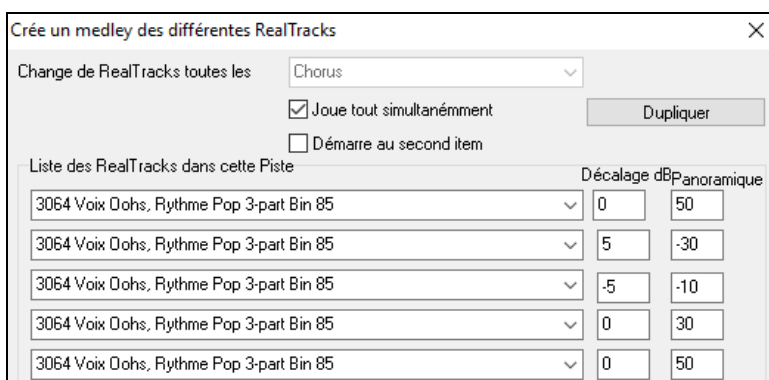 Crée un medley des différentes RealTracks
Change de RealTracks toutes les Chorus
Joue tout simultanémment Dupliquer
Démarre au second item
Liste des RealTracks dans cette Piste Décalage dB Panoramique
3064 Voix Oohs, Rythme Pop 3-part Bin 85 0 50
3064 Voix Oohs, Rythme Pop 3-part Bin 85 5 -30
3064 Voix Oohs, Rythme Pop 3-part Bin 85 -5 -10
3064 Voix Oohs, Rythme Pop 3-part Bin 85 0 30
3064 Voix Oohs, Rythme Pop 3-part Bin 85 0 50